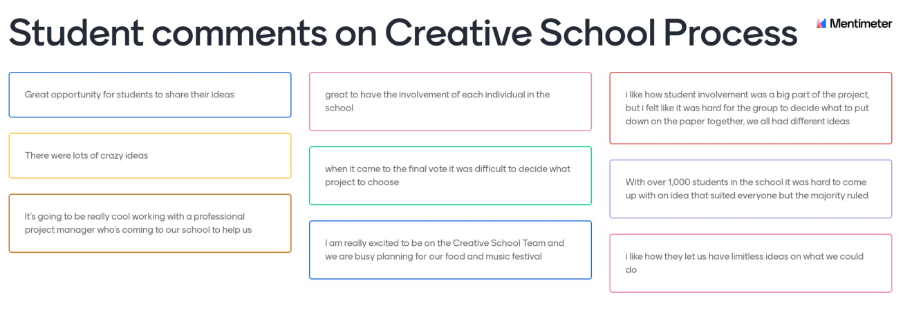 Student comments on Creative School Process
Mentimeter
Great opportunity for students to share their ideas
There were lots of crazy ideas
It's going to be really cool working with a professional
project manager who's coming to our school to help us
great to have the involvement of each individual in the
school
when it came to the final vote it was difficult to decide what
project to choose
I am really excited to be on the Creative School Team and
we are busy planning for our food and music festival
i like how student involvement was a big part of the project,
but i felt like it was hard for the group to decide what to put
down on the paper together, we all had different ideas
With over 1,000 students in the school it was hard to come
up with an idea that suited everyone but the majority ruled
i like how they let us have limitless ideas on what we could
do